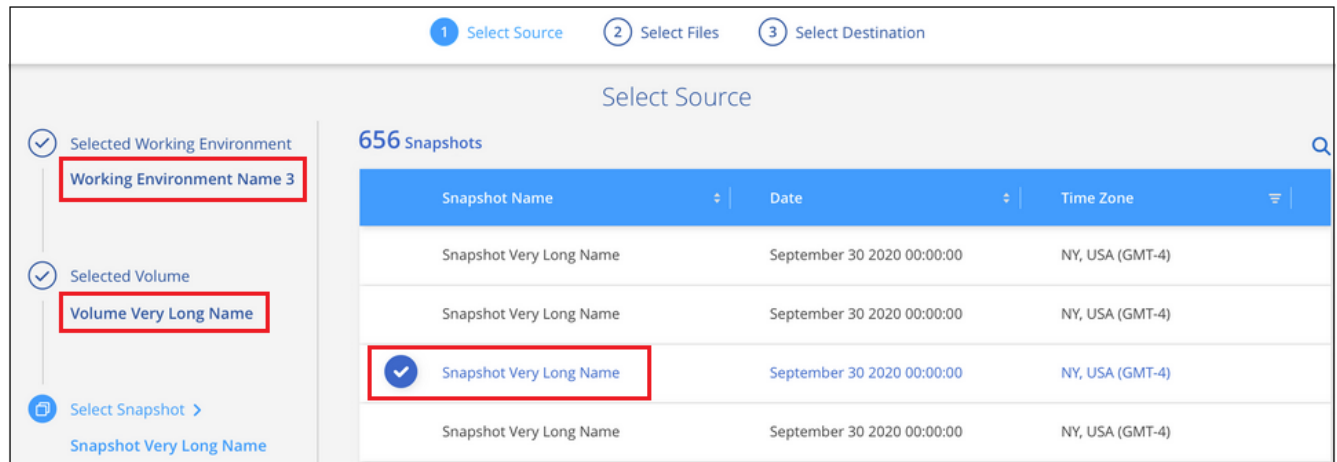 1 Select Source 2 Select Files 3 Select Destination
Select Source
Selected Working Environment
Working Environment Name 3
Selected Volume
Volume Very Long Name
Select Snapshot >
Snapshot Very Long Name
656 Snapshots
Snapshot Name Date Time Zone
Snapshot Very Long Name September 30 2020 00:00:00 NY, USA (GMT-4)
Snapshot Very Long Name September 30 2020 00:00:00 NY, USA (GMT-4)
Snapshot Very Long Name September 30 2020 00:00:00 NY, USA (GMT-4)
Snapshot Very Long Name September 30 2020 00:00:00 NY, USA (GMT-4)